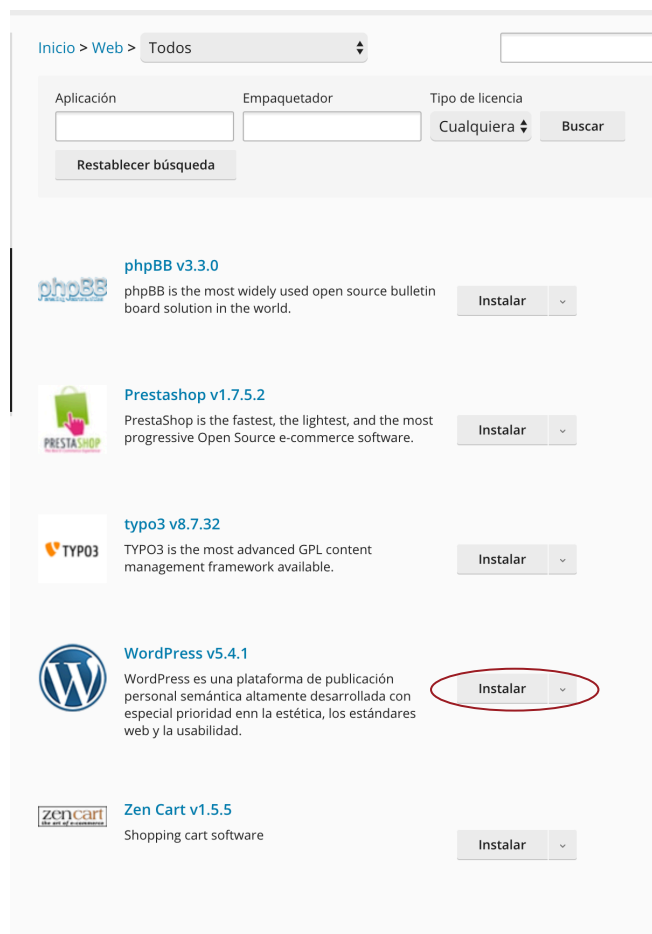 Inicio > Web > Todos
Aplicación Empaquetador Tipo de licencia
Cualquiera Buscar
Restablecer búsqueda
phpBB v3.3.0
phpBB
phpBB is the most widely used open source bulletin
board solution in the world.
Instalar
Prestashop v1.7.5.2
PRESTASHOP
PrestaShop is the fastest, the lightest, and the most
progressive Open Source e-commerce software.
Instalar
typo3 v8.7.32
TYPO3
TYPO3 is the most advanced GPL content
management framework available.
Instalar
WordPress v5.4.1
W
WordPress es una plataforma de publicación
personal semántica altamente desarrollada con
especial prioridad enn la estética, los estándares
web y la usabilidad.
Instalar
Zen Cart v1.5.5
zencart
the art of e-commerce
Shopping cart software
Instalar